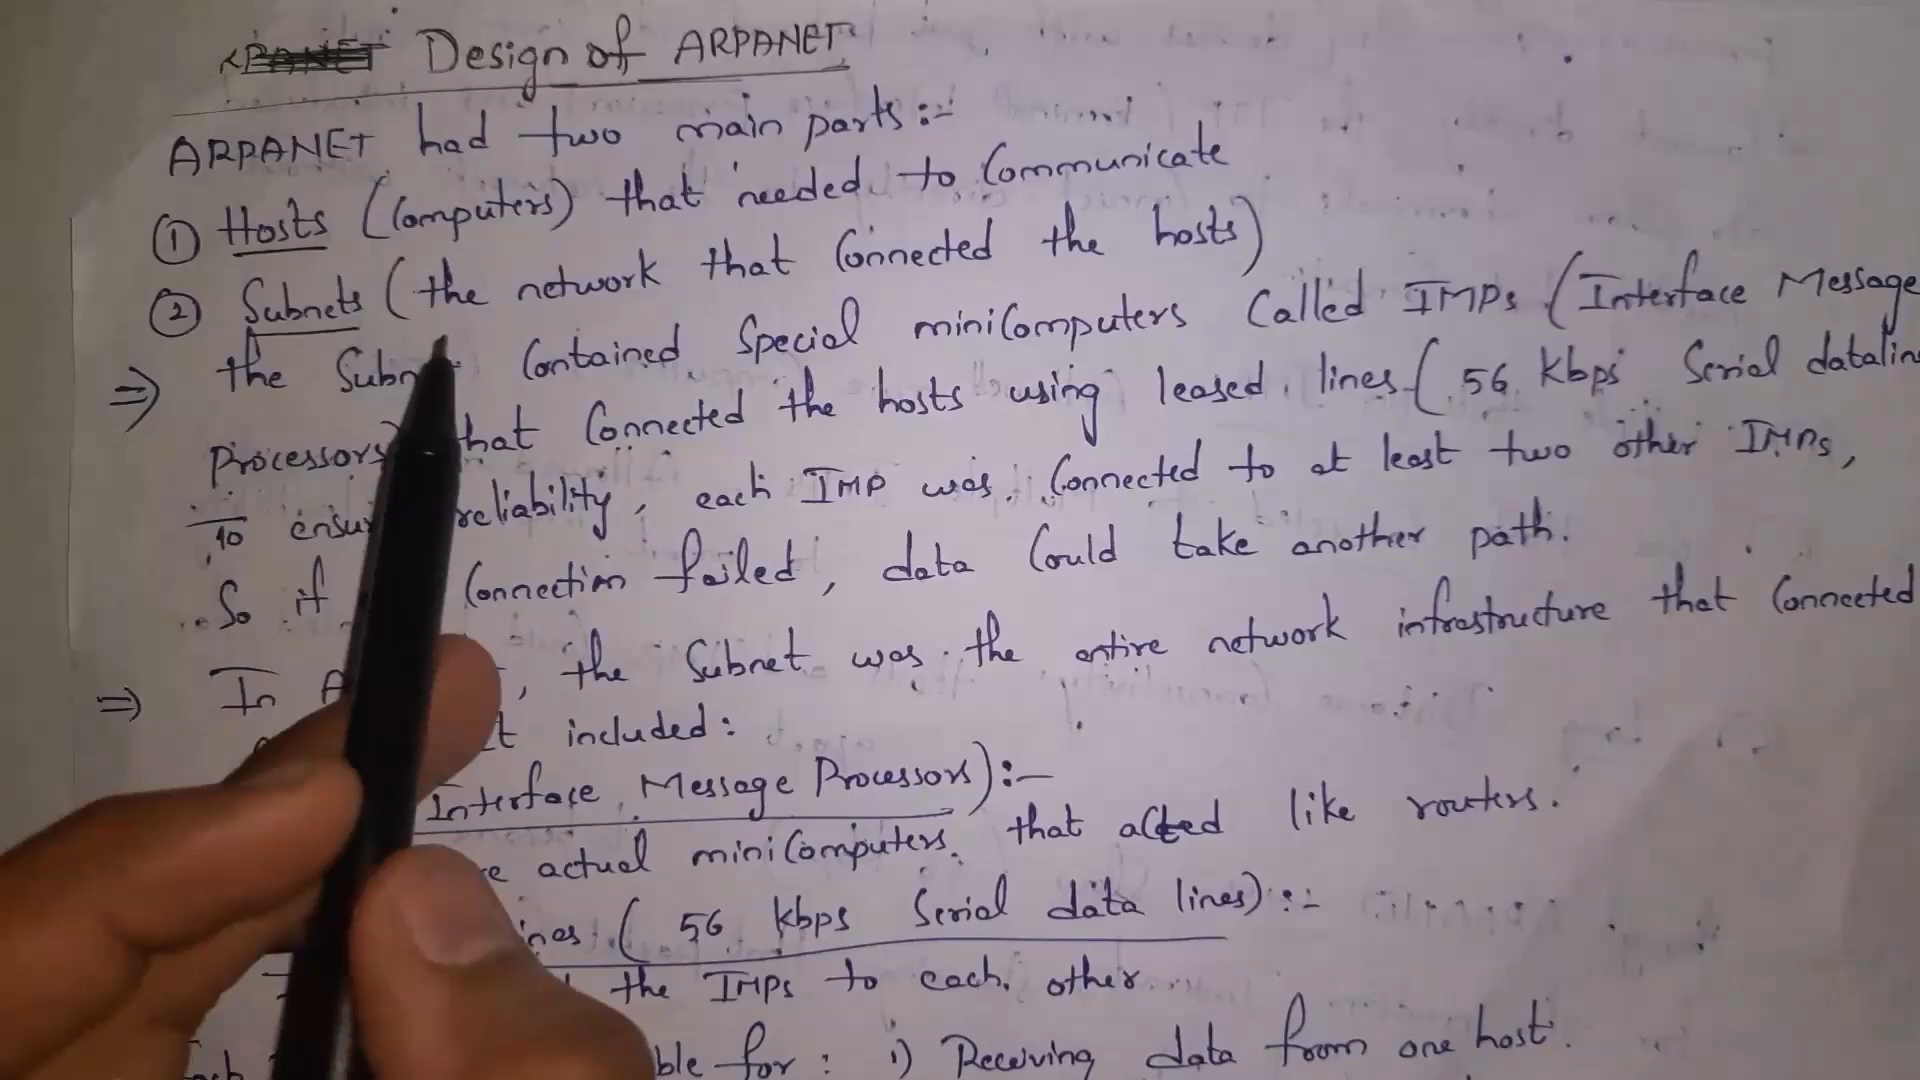 Design of ARPANET
ARPANET had two main parts :-
① Hosts (Computers) that needed to Communicate
② Subnets (the network that Connected the hosts)
⇒ the Contained Special minicomputers Called IMPs (Interface Message
Processors) that Connected the hosts using leased lines ( 56 Kbps Serial
To reliability, each IMP was Connected to at least two other IMPs,
So if Connection failed, data Could take another path.
⇒ In , the Subnet was the entire network infrastructure that Connected
included :
Interface Message Processors) :-
actual minicomputers that acted like routers.
( 56 Kbps Serial data lines) :-
the IMPs to each other
for : i) Receiving data from one host.